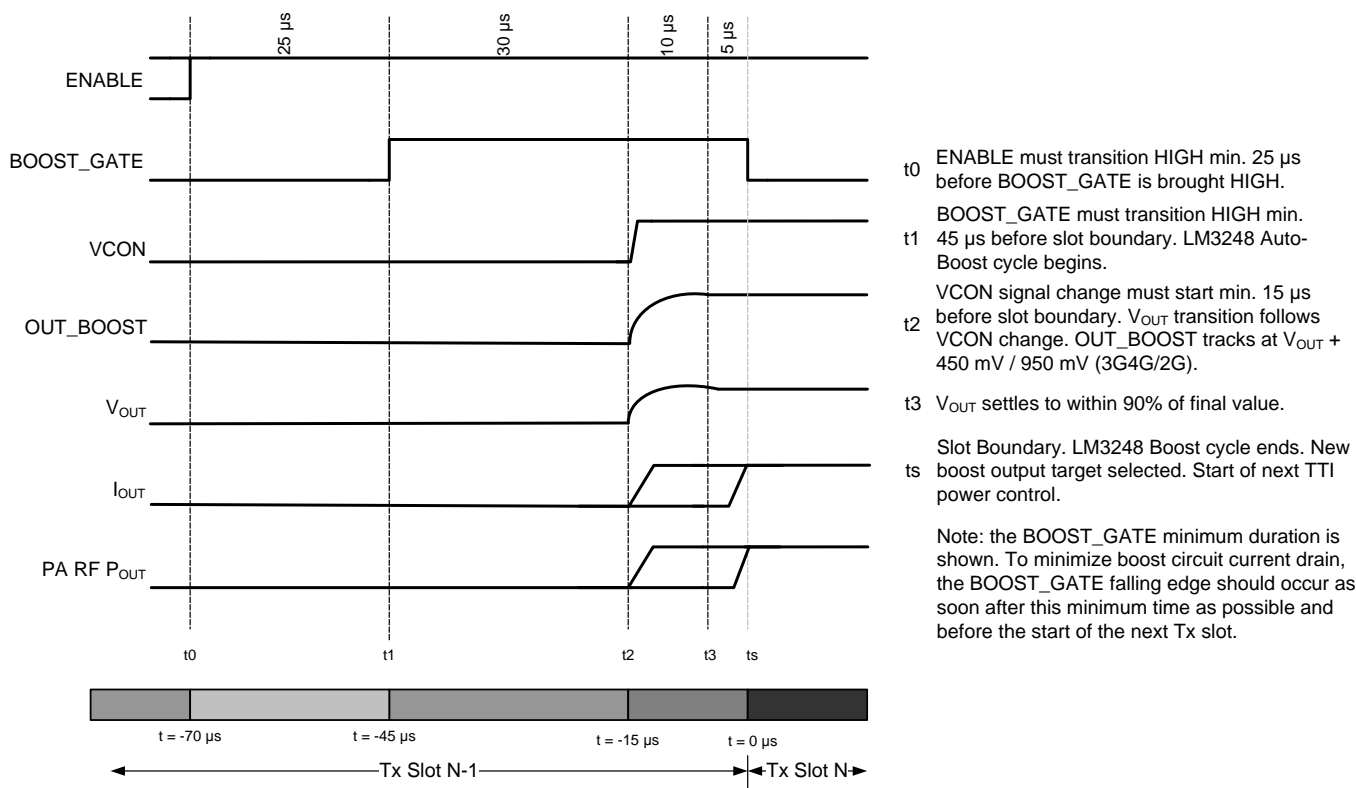 25 µs
30 µs
10 µs
5 µs
ENABLE
BOOST_GATE
VCON
OUT_BOOST
VOUT
IOUT
PA RF POUT
t0 ENABLE must transition HIGH min. 25 µs
before BOOST_GATE is brought HIGH.
t1 BOOST_GATE must transition HIGH min.
45 µs before slot boundary. LM3248 Auto-
Boost cycle begins.
t2 VCON signal change must start min. 15 µs
before slot boundary. VOUT transition follows
VCON change. OUT_BOOST tracks at VOUT +
450 mV / 950 mV (3G4G/2G).
t3 VOUT settles to within 90% of final value.
ts Slot Boundary. LM3248 Boost cycle ends. New
boost output target selected. Start of next TTI
power control.
Note: the BOOST_GATE minimum duration is
shown. To minimize boost circuit current drain,
the BOOST_GATE falling edge should occur as
soon after this minimum time as possible and
before the start of the next Tx slot.
t0 t1 t2 t3 ts
t = -70 µs t = -45 µs t = -15 µs t = 0 µs
Tx Slot N-1 Tx Slot N